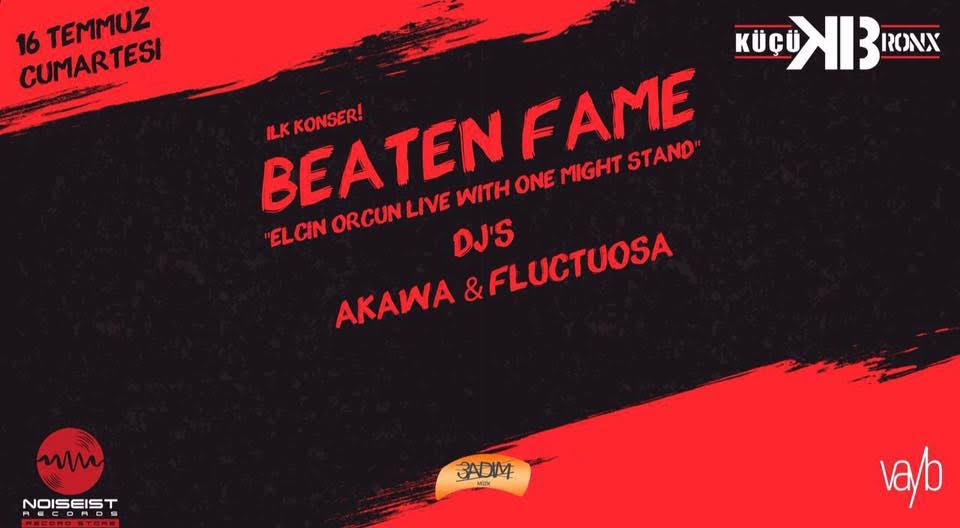 16 TEMMUZ
CUMARTESI
KÜÇÜK BRONX
ILK KONSER!
BEATEN FAME
"ELCIN ORCUN LIVE WITH ONE MIGHT STAND"
DJ'S
AKAWA & FLUCTUOSA
NOISEIST
RECORDS
RECORD STORE
3ADIM
MÜZİK
vayb